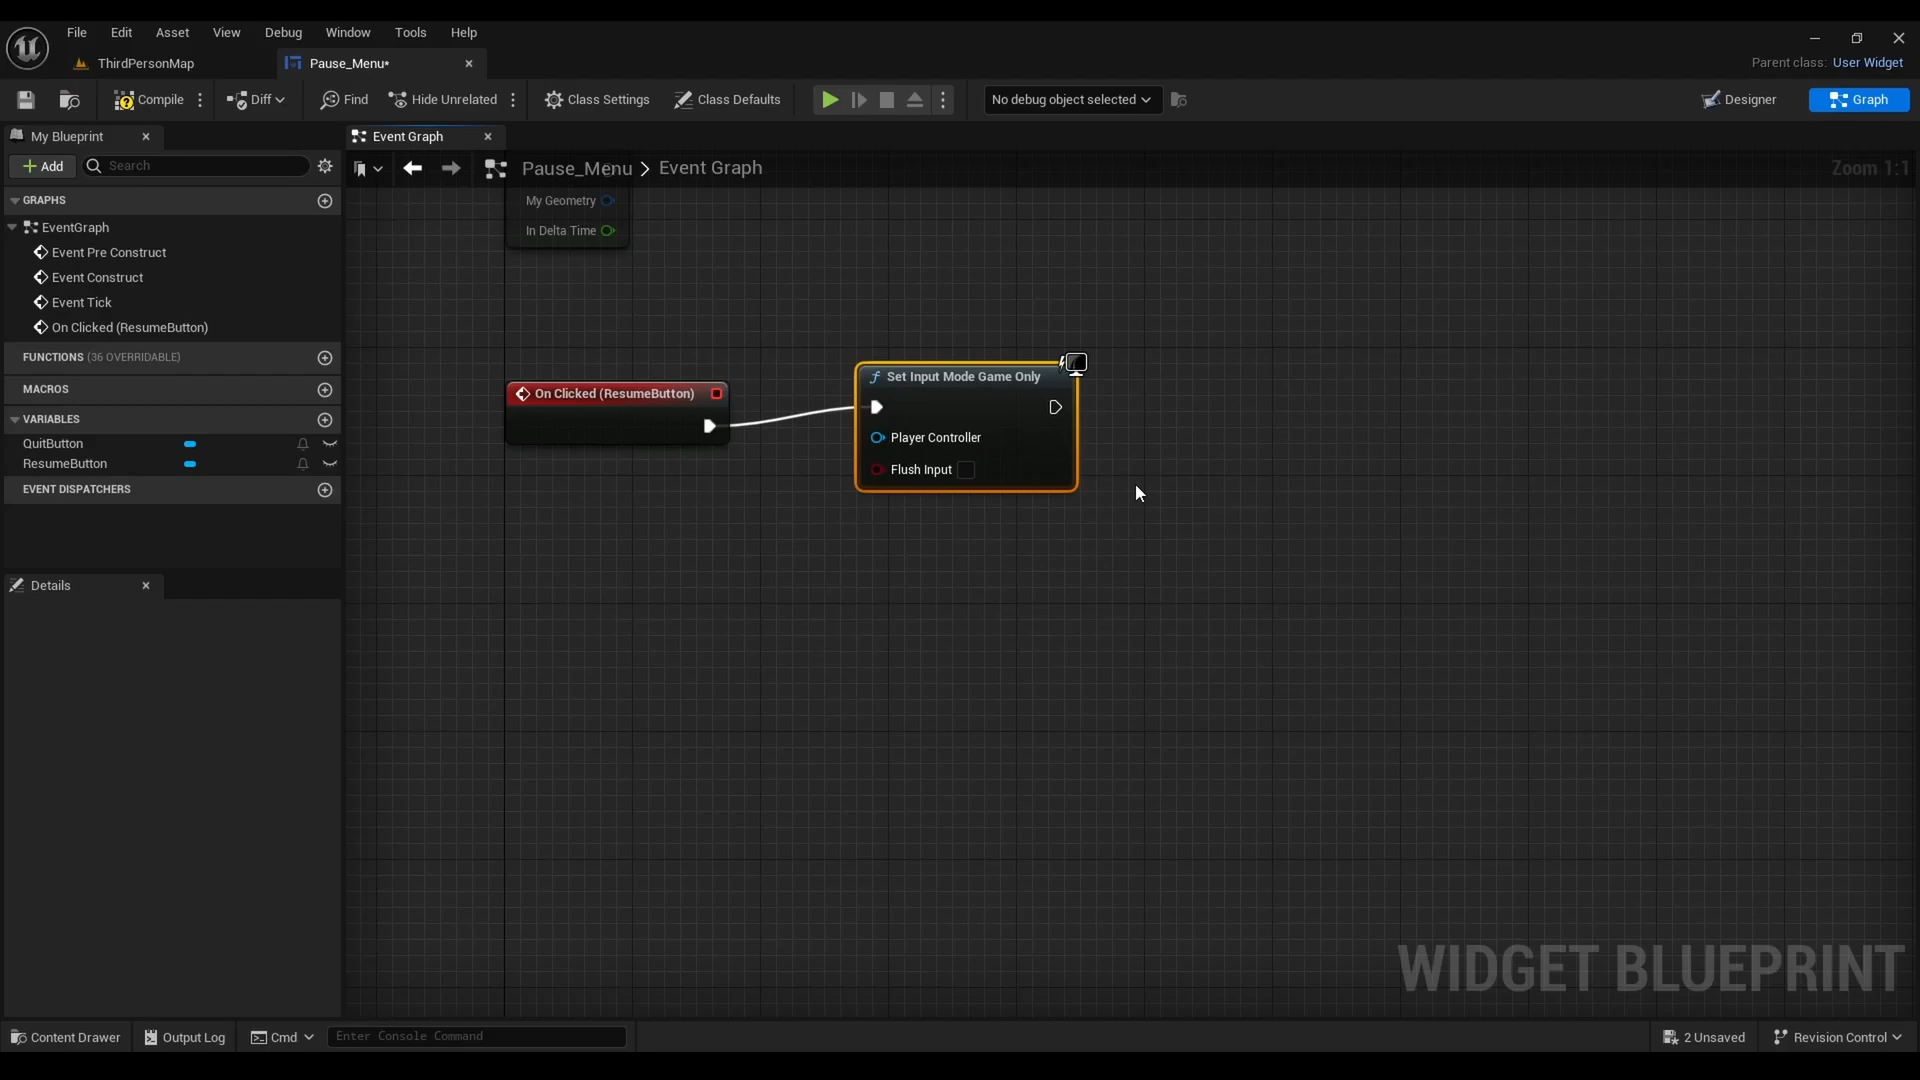 File Edit Asset View Debug Window Tools Help
ThirdPersonMap
Pause_Menu*
Parent class: User Widget
Compile
Diff
Find
Hide Unrelated
Class Settings
Class Defaults
No debug object selected
Designer
Graph
My Blueprint
Event Graph
Add
Search
Pause_Menu > Event Graph
Zoom 1:1
GRAPHS
EventGraph
Event Pre Construct
Event Construct
Event Tick
On Clicked (ResumeButton)
FUNCTIONS (36 OVERRIDABLE)
MACROS
VARIABLES
QuitButton
ResumeButton
EVENT DISPATCHERS
Details
My Geometry
In Delta Time
On Clicked (ResumeButton)
Set Input Mode Game Only
Player Controller
Flush Input
WIDGET BLUEPRINT
Content Drawer
Output Log
Cmd
Enter Console Command
2 Unsaved
Revision Control